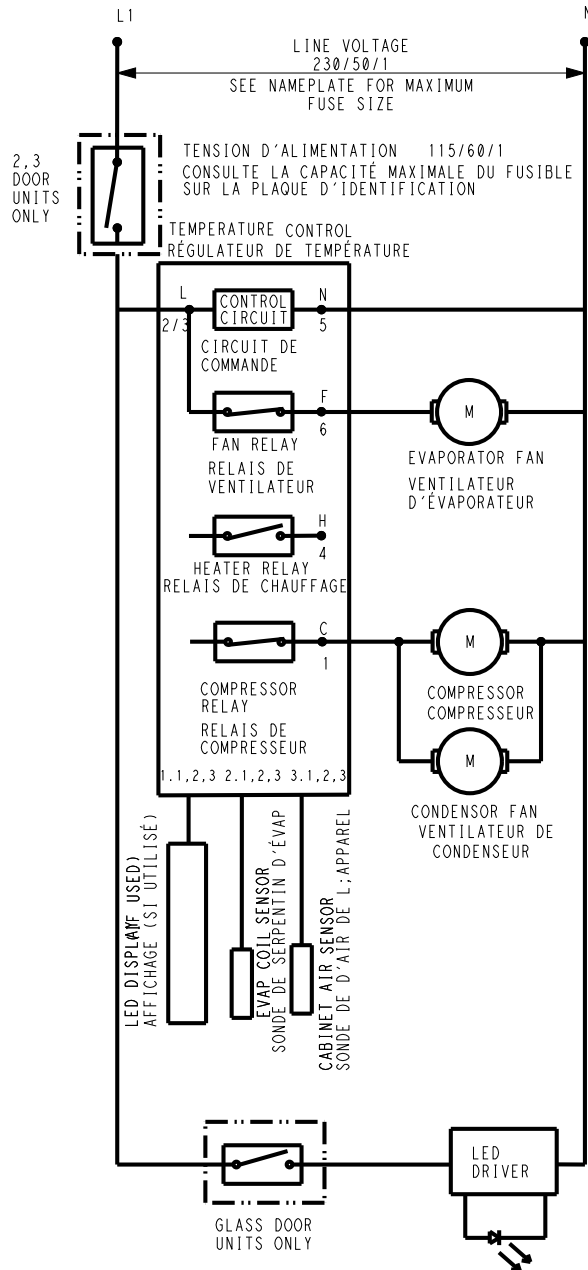 L1
N
LINE VOLTAGE
230/50/1
SEE NAMEPLATE FOR MAXIMUM
FUSE SIZE
2,3
DOOR
UNITS
ONLY
TENSION D'ALIMENTATION 115/60/1
CONSULTE LA CAPACITÉ MAXIMALE DU FUSIBLE
SUR LA PLAQUE D'IDENTIFICATION
TEMPERATURE CONTROL
RÉGULATEUR DE TEMPÉRATURE
L
2/3
CONTROL
CIRCUIT
N
5
CIRCUIT DE
COMMANDE
F
6
FAN RELAY
RELAIS DE
VENTILATEUR
M
EVAPORATOR FAN
VENTILATEUR
D'ÉVAPORATEUR
H
4
HEATER RELAY
RELAIS DE CHAUFFAGE
C
1
COMPRESSOR
RELAY
RELAIS DE
COMPRESSEUR
M
COMPRESSOR
COMPRESSEUR
M
CONDENSOR FAN
VENTILATEUR DE
CONDENSEUR
1.1,2,3 2.1,2,3 3.1,2,3
LED DISPLAY(IF USED)
AFFICHAGE (SI UTILISÉ)
EVAP COIL SENSOR
SONDE DE SERPENTIN D'ÉVAP
CABINET AIR SENSOR
SONDE DE D'AIR DE L;APPAREL
GLASS DOOR
UNITS ONLY
LED
DRIVER